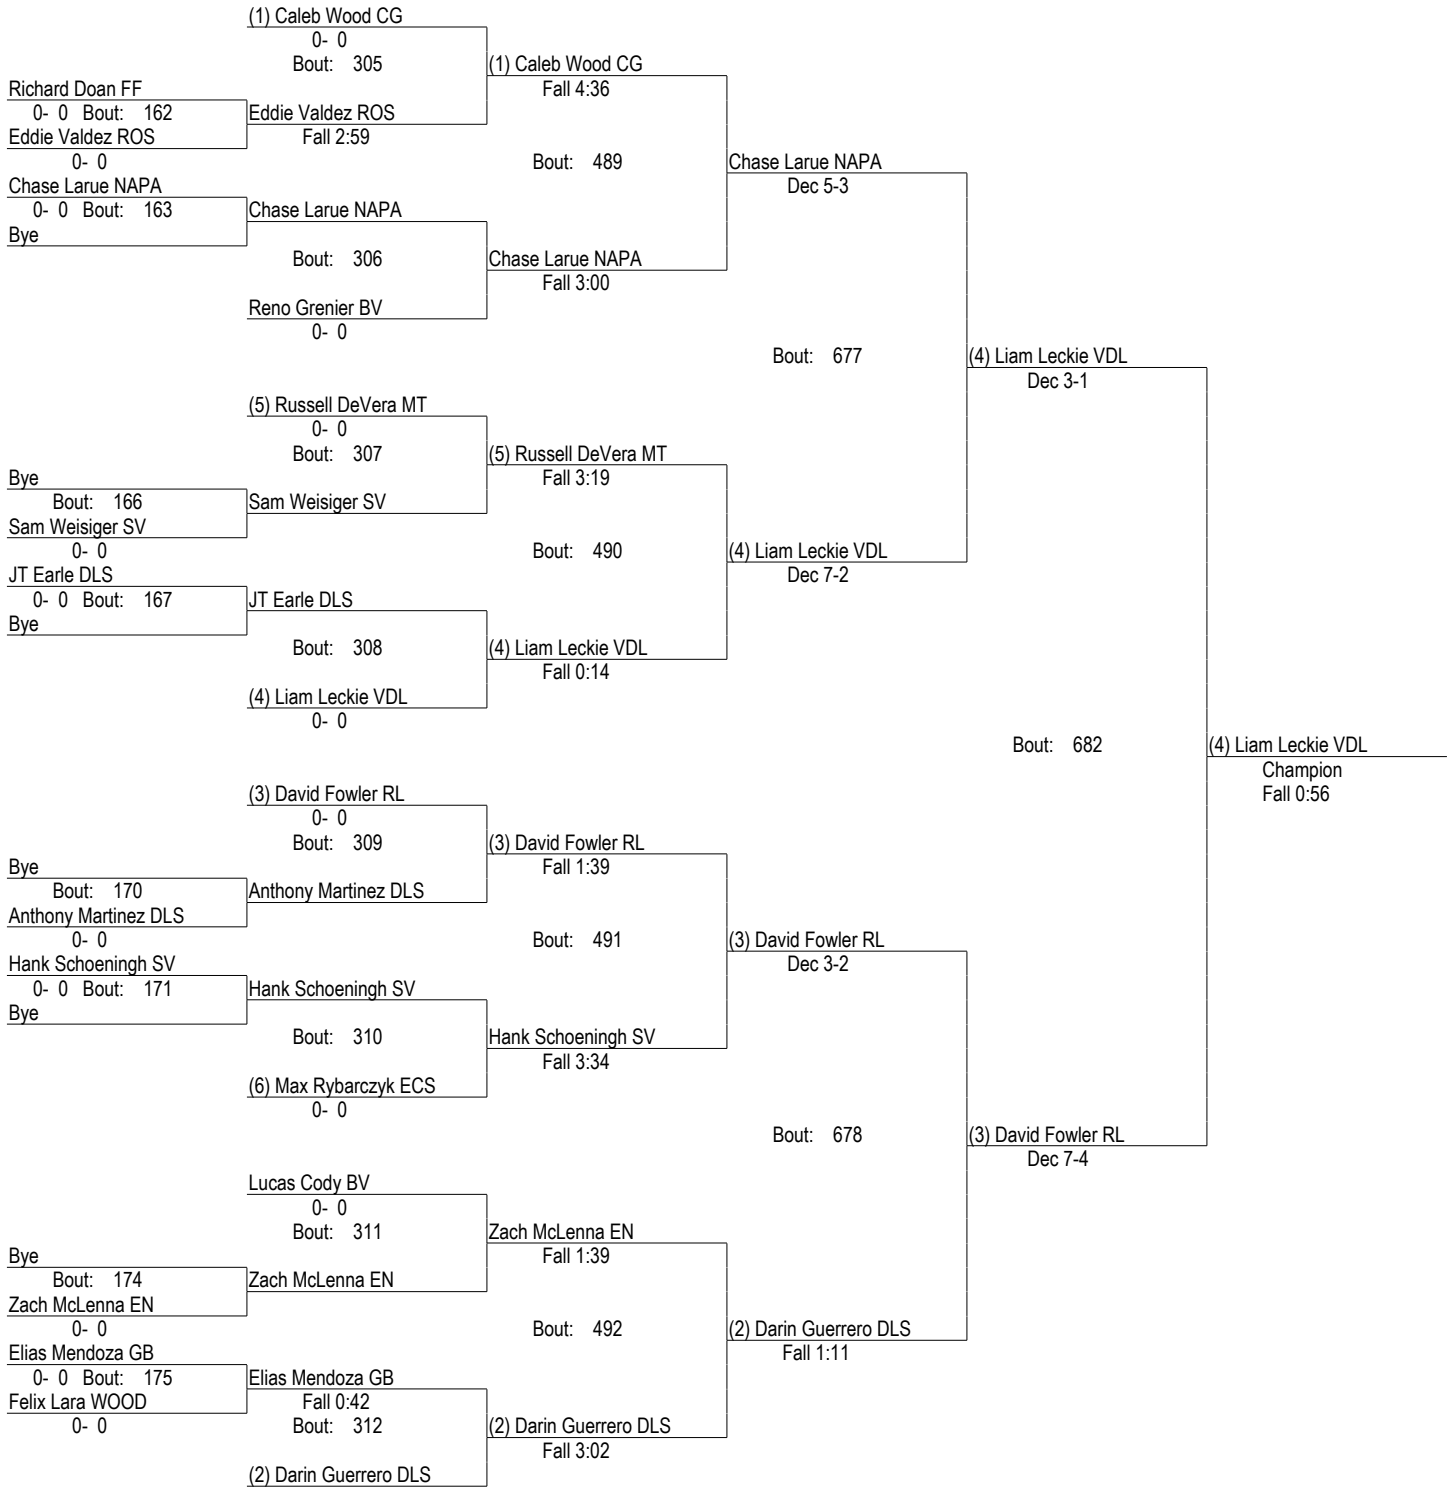 (1) Caleb Wood CG
0- 0
Bout: 305
(1) Caleb Wood CG
Richard Doan FF
Fall 4:36
0- 0 Bout: 162
Eddie Valdez ROS
Eddie Valdez ROS
Fall 2:59
0- 0
Bout: 489
Chase Larue NAPA
Chase Larue NAPA
Dec 5-3
0- 0 Bout: 163
Chase Larue NAPA
Bye
Bout: 306
Chase Larue NAPA
Fall 3:00
Reno Grenier BV
0- 0
Bout: 677
(4) Liam Leckie VDL
Dec 3-1
(5) Russell DeVera MT
0- 0
Bout: 307
(5) Russell DeVera MT
Bye
Fall 3:19
Bout: 166
Sam Weisiger SV
Sam Weisiger SV
0- 0
Bout: 490
(4) Liam Leckie VDL
JT Earle DLS
Dec 7-2
0- 0 Bout: 167
JT Earle DLS
Bye
Bout: 308
(4) Liam Leckie VDL
Fall 0:14
(4) Liam Leckie VDL
0- 0
Bout: 682
(4) Liam Leckie VDL
Champion
Fall 0:56
(3) David Fowler RL
0- 0
Bout: 309
(3) David Fowler RL
Bye
Fall 1:39
Bout: 170
Anthony Martinez DLS
Anthony Martinez DLS
0- 0
Bout: 491
(3) David Fowler RL
Hank Schoeningh SV
Dec 3-2
0- 0 Bout: 171
Hank Schoeningh SV
Bye
Bout: 310
Hank Schoeningh SV
Fall 3:34
(6) Max Rybarczyk ECS
0- 0
Bout: 678
(3) David Fowler RL
Dec 7-4
Lucas Cody BV
0- 0
Bout: 311
Zach McLenna EN
Bye
Fall 1:39
Bout: 174
Zach McLenna EN
Zach McLenna EN
0- 0
Bout: 492
(2) Darin Guerrero DLS
Elias Mendoza GB
Fall 1:11
0- 0 Bout: 175
Elias Mendoza GB
Felix Lara WOOD
Fall 0:42
0- 0
Bout: 312
(2) Darin Guerrero DLS
Fall 3:02
(2) Darin Guerrero DLS